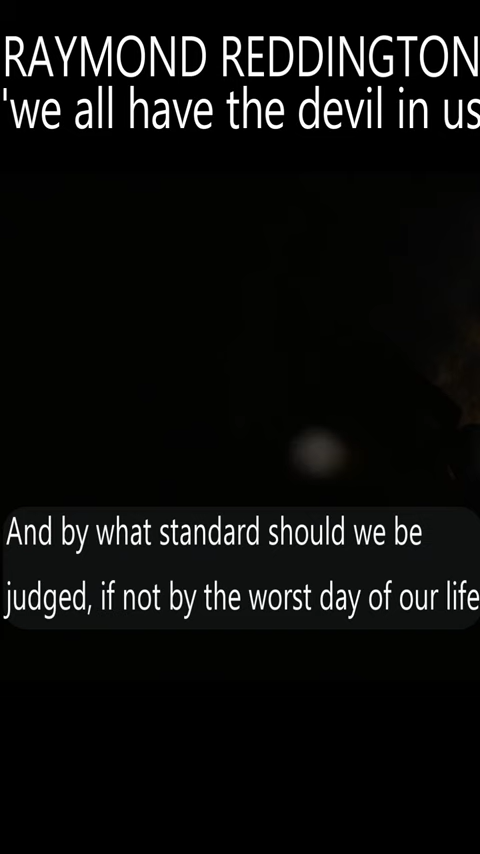 RAYMOND REDDINGTON
'we all have the devil in us
And by what standard should we be
judged, if not by the worst day of our life